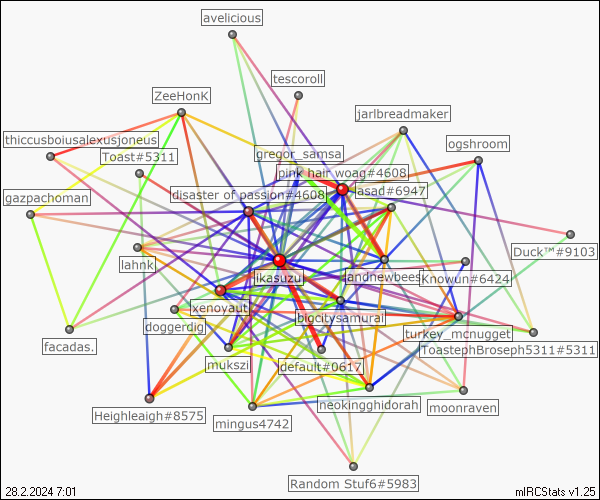 avelicious
tescoroll
ZeeHonK
jarlbreadmaker
thiccusboiusalexusjoneus
ogshroom
gregor_samsa
Toast#5311
pink hair woag#4608
disaster of passion#4608
asad#6947
gazpachoman
Duck™#9103
lahnk
jikasuzu
andnewbees
Knowun#6424
xenoyaut
bigcitysamurai
doggerdig
turkey_mcnugget
facadas.
mukszi
default#0617
ToastephBroseph5311#5311
neokingghidorah
moonraven
Heighleaigh#8575
mingus4742
Random Stuf6#5983
28.2.2024 7:01
mIRCStats v1.25